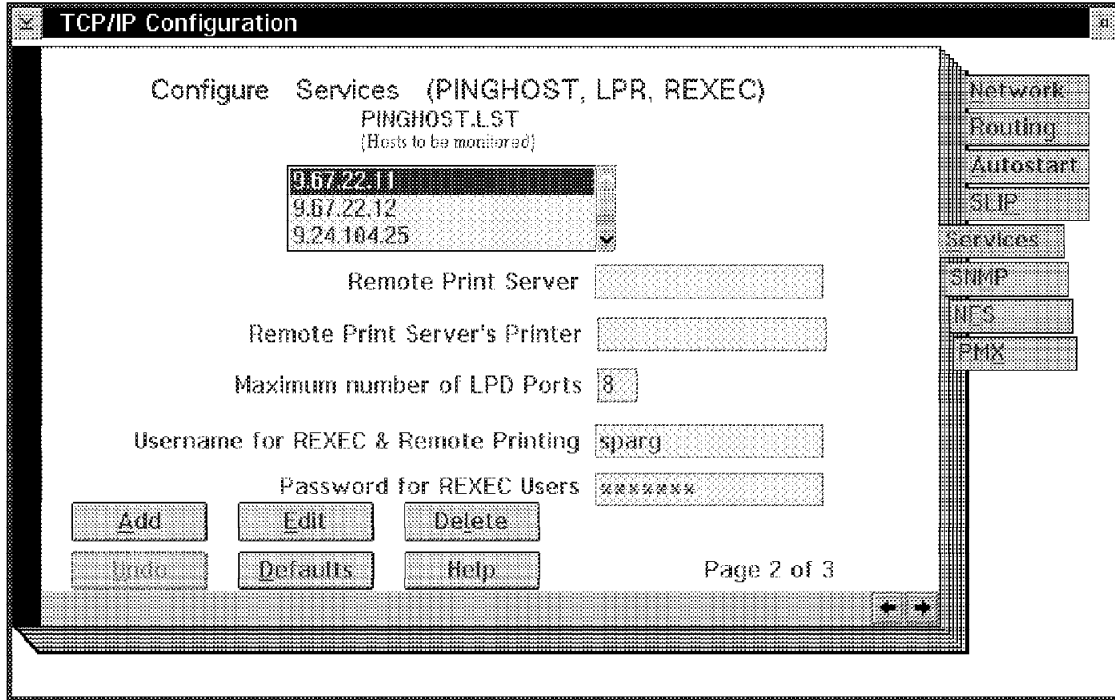 TCP/IP Configuration
Configure Services (PINGHOST, LPR, REXEC)
PINGHOST.LST
(Hosts to be monitored)
9.67.22.11
9.67.22.12
9.24.104.25
Remote Print Server
Remote Print Server's Printer
Maximum number of LPD Ports 8
Username for REXEC & Remote Printing sparg
Password for REXEC Users *******
Add Edit Delete
Undo Defaults Help
Page 2 of 3
Network
Routing
Autostart
SLIP
Services
SNMP
NFS
PMX